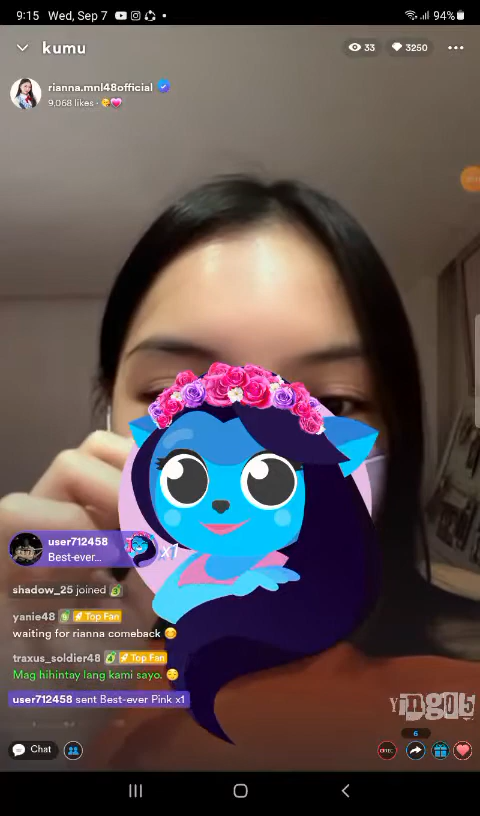 9:15 Wed, Sep 7 94%
kumu 33 3250
rianna.mnl48official
9,068 likes
user712458
Best-ever... x1
shadow_25 joined
yanie48 Top Fan
waiting for rianna comeback
traxus_soldier48 Top Fan
Mag hihintay lang kami sayo.
user712458 sent Best-ever Pink x1
6
Chat